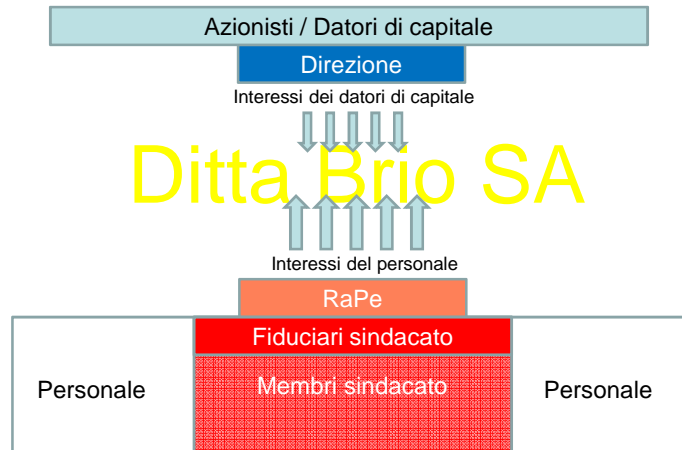 Azionisti / Datori di capitale
Direzione
Interessi dei datori di capitale
Ditta Brio SA
Interessi del personale
RaPe
Fiduciari sindacato
Personale
Membri sindacato
Personale